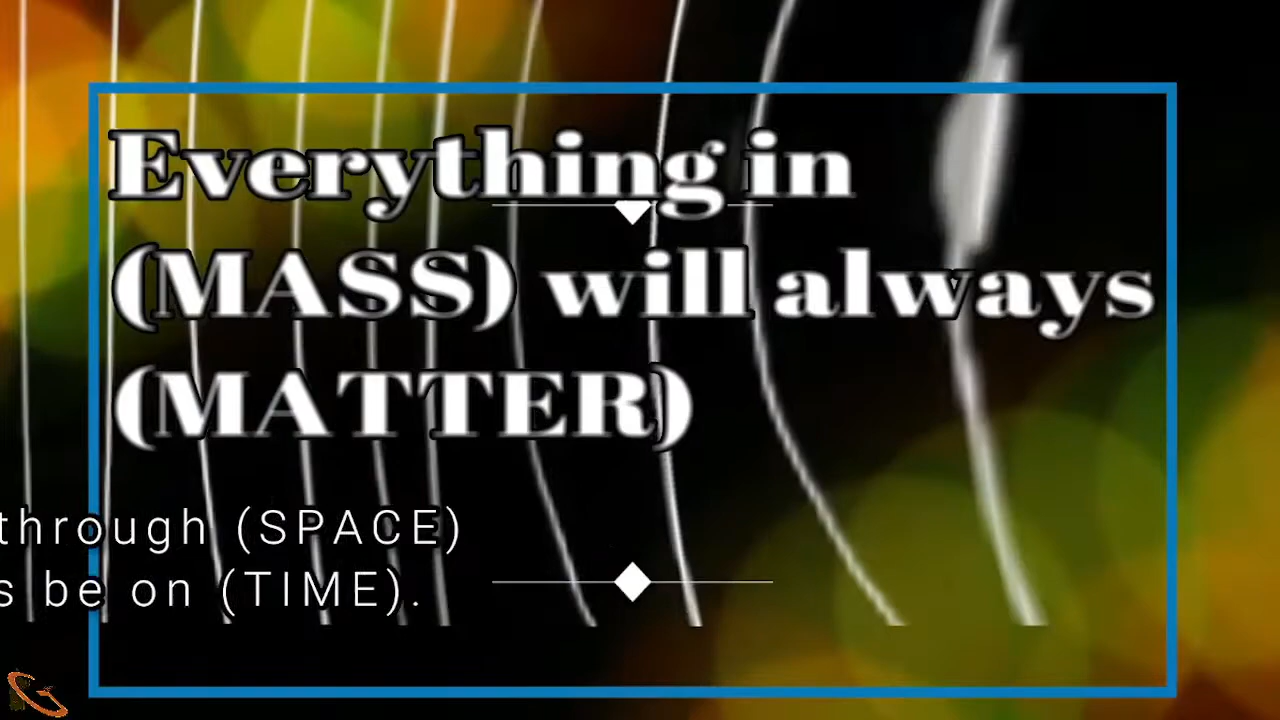 Everything in
(MASS) will always
(MATTER)
through (SPACE)
s be on (TIME).